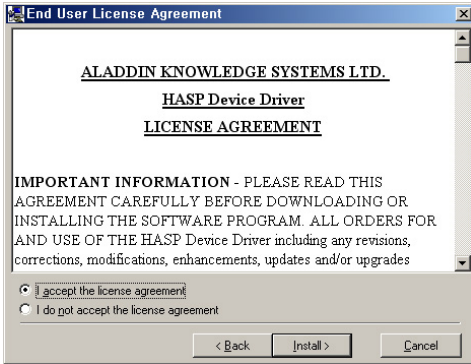 End User License Agreement
ALADDIN KNOWLEDGE SYSTEMS LTD.
HASP Device Driver
LICENSE AGREEMENT
IMPORTANT INFORMATION - PLEASE READ THIS
AGREEMENT CAREFULLY BEFORE DOWNLOADING OR
INSTALLING THE SOFTWARE PROGRAM. ALL ORDERS FOR
AND USE OF THE HASP Device Driver including any revisions,
corrections, modifications, enhancements, updates and/or upgrades
I accept the license agreement
I do not accept the license agreement
< Back
Install >
Cancel